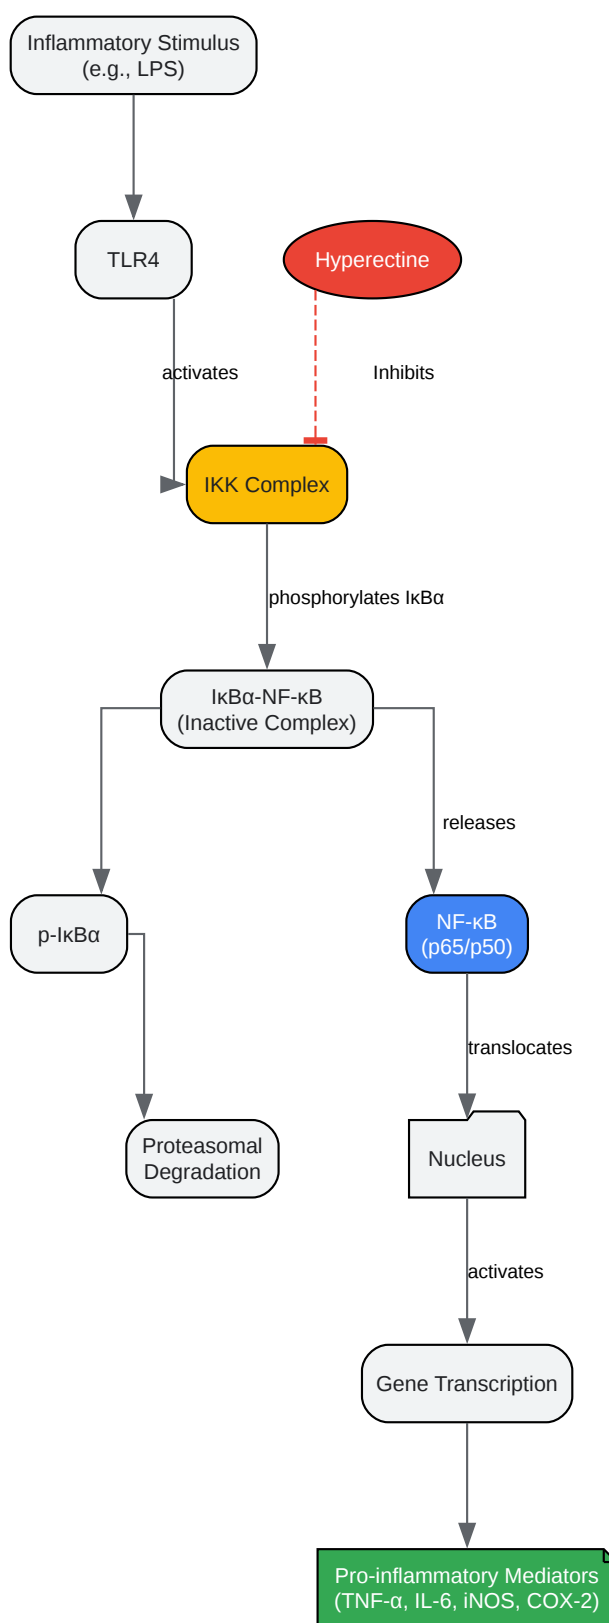 Inflammatory Stimulus
(e.g., LPS)
TLR4
Hyperectine
activates
Inhibits
IKK Complex
phosphorylates IκBα
IκBα-NF-κB
(Inactive Complex)
releases
p-IκBα
NF-κB
(p65/p50)
translocates
Proteasomal
Degradation
Nucleus
activates
Gene Transcription
Pro-inflammatory Mediators
(TNF-α, IL-6, iNOS, COX-2)